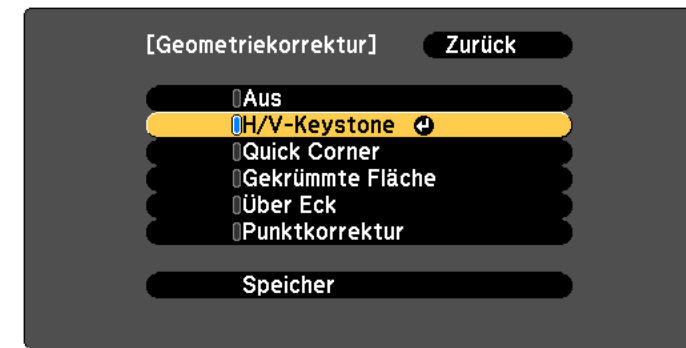 [Geometriekorrektur] Zurück
Aus
H/V-Keystone
Quick Corner
Gekrümmte Fläche
Über Eck
Punktkorrektur
Speicher